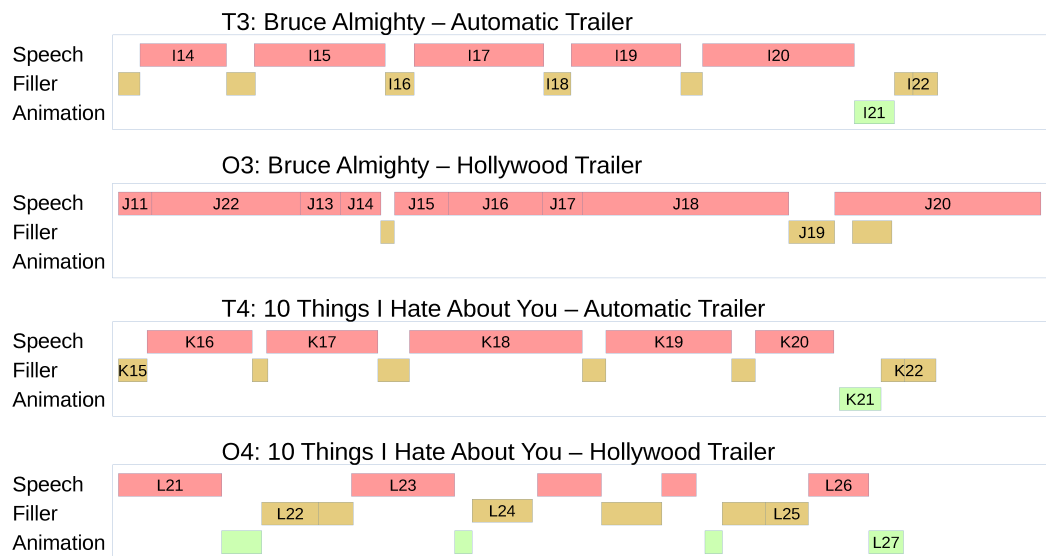 T3: Bruce Almighty – Automatic Trailer
Speech I14 I15 I17 I19 I20
Filler I16 I18 I22
Animation I21
O3: Bruce Almighty – Hollywood Trailer
Speech J11 J22 J13 J14 J15 J16 J17 J18 J20
Filler J19
Animation
T4: 10 Things I Hate About You – Automatic Trailer
Speech K16 K17 K18 K19 K20
Filler K15 K22
Animation K21
O4: 10 Things I Hate About You – Hollywood Trailer
Speech L21 L23 L26
Filler L22 L24 L25
Animation L27